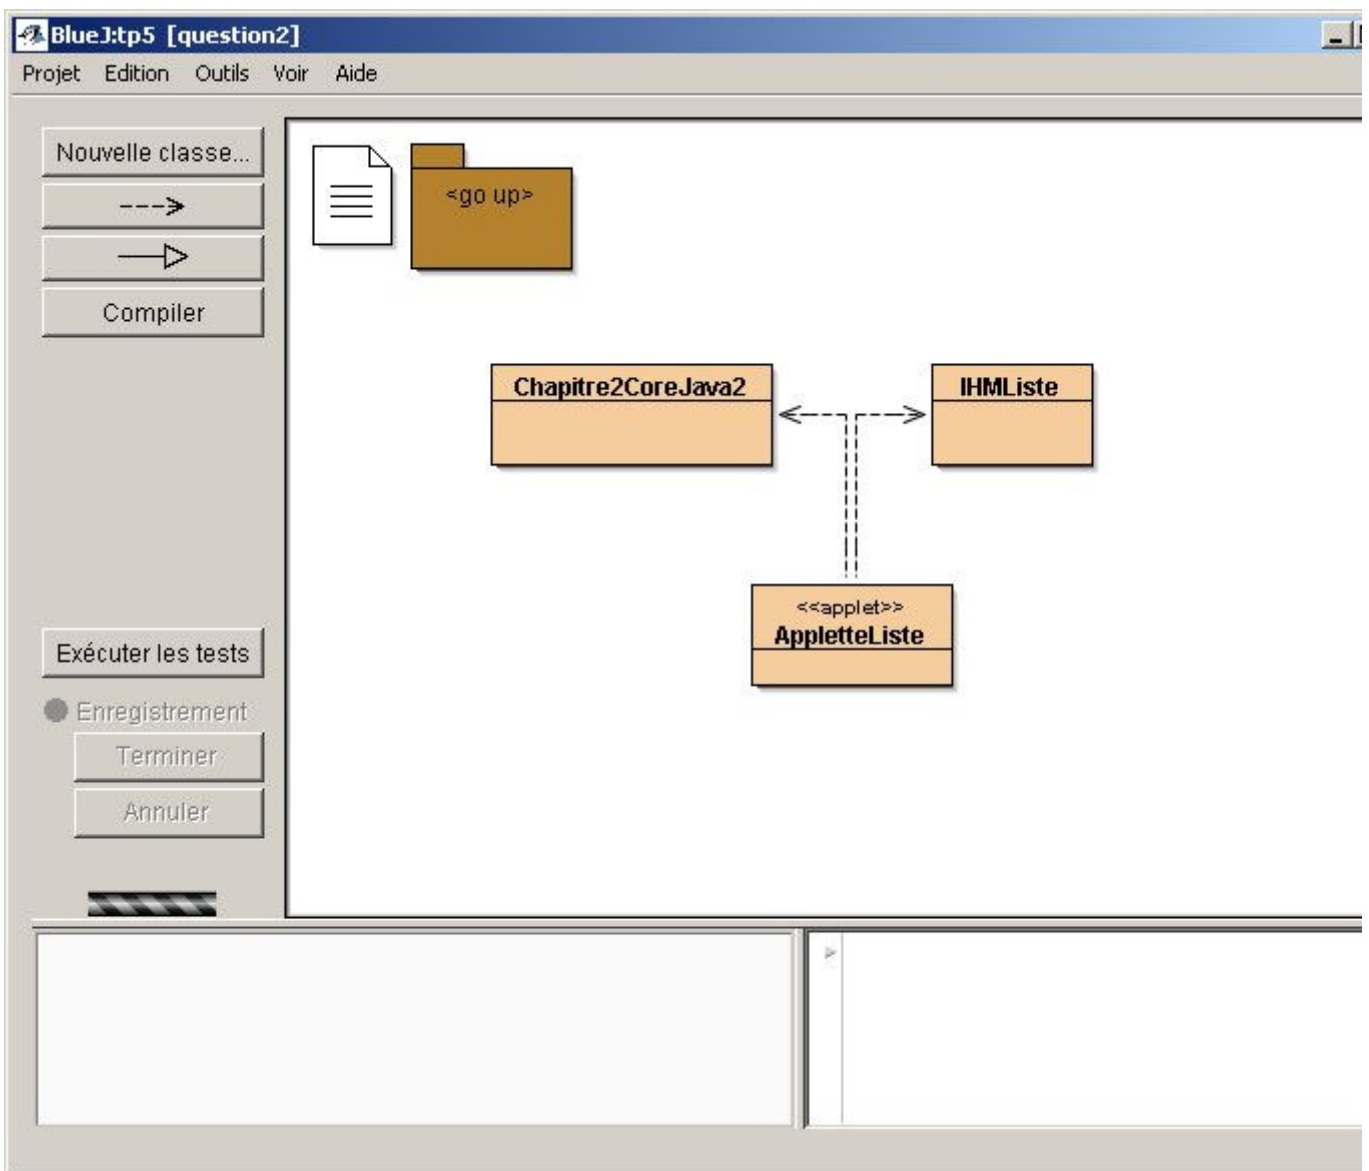 BlueJ:tp5 [question2]
Projet Edition Outils Voir Aide
Nouvelle classe...
Compiler
Exécuter les tests
Enregistrement
Terminer
Annuler
<go up>
Chapitre2CoreJava2
IHMListe
<<applet>>
AppletteListe